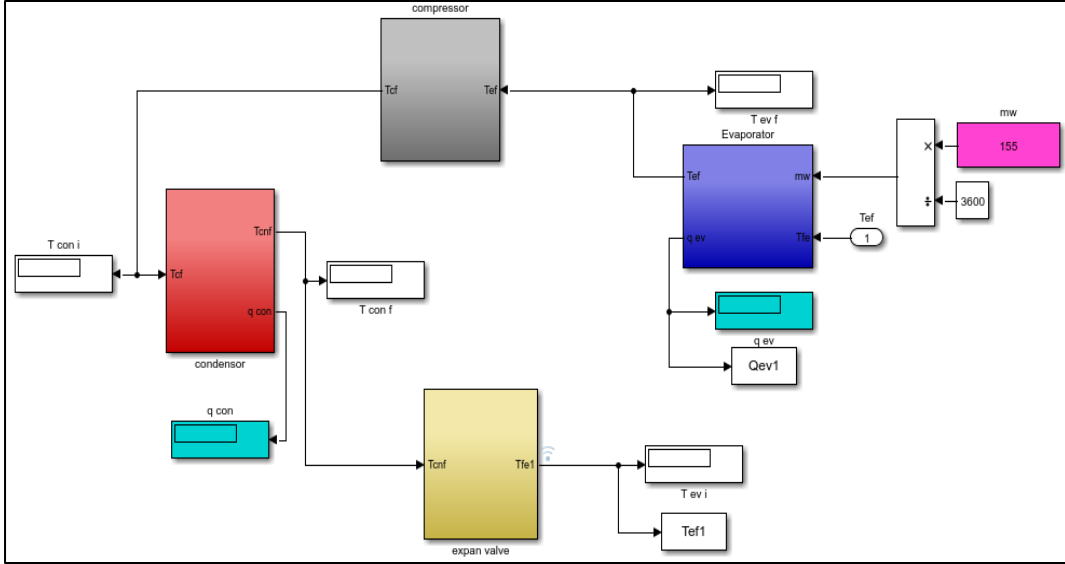 compressor
Tcf
Tef
T ev f
Evaporator
Tef
mw
q ev
Tfe
mw
155
×
÷
3600
Tef
1
T con i
Tcf
Tcnf
q con
condensor
T con f
q con
q ev
Qev1
Tcnf
Tfe1
expan valve
T ev i
Tef1